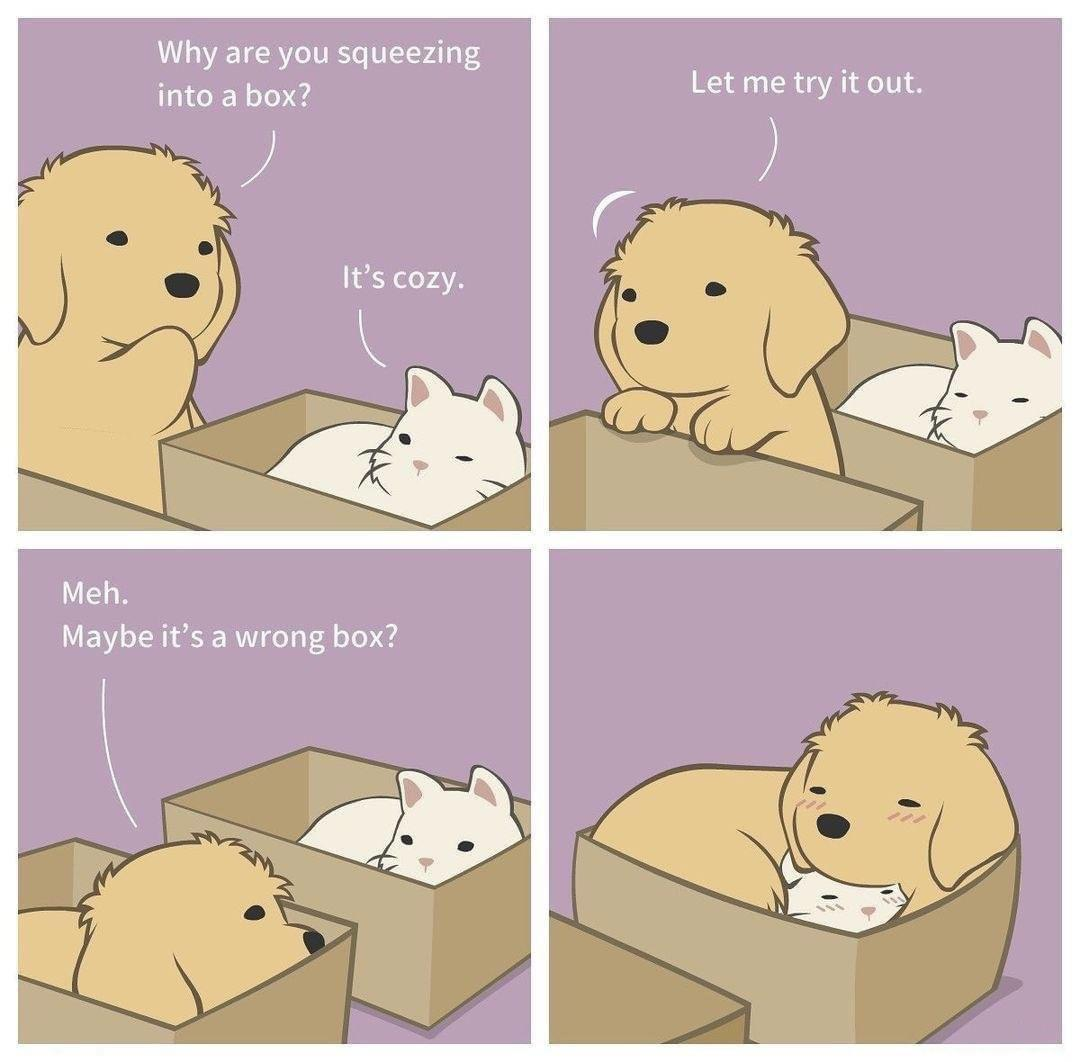 Why are you squeezing
into a box?
It's cozy.
Let me try it out.
Meh.
Maybe it's a wrong box?